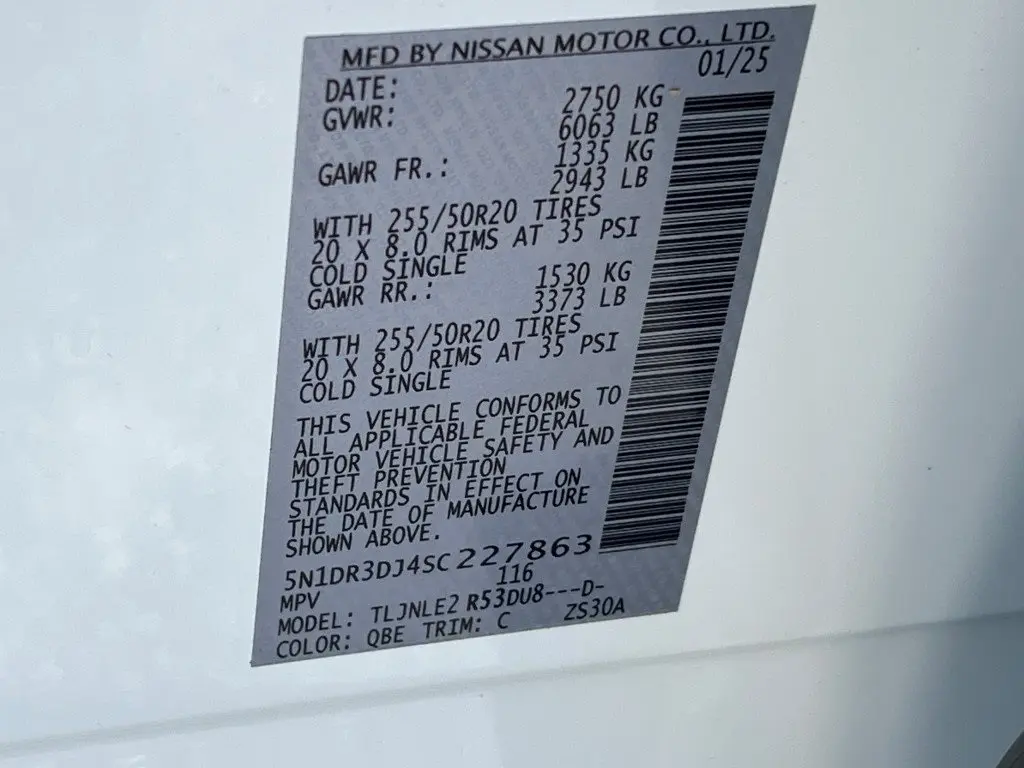 MFD BY NISSAN MOTOR CO., LTD.
DATE: 01/25
GVWR: 2750 KG
6063 LB
GAWR FR.: 1335 KG
2943 LB
WITH 255/50R20 TIRES
20 X 8.0 RIMS AT 35 PSI
COLD SINGLE
GAWR RR.: 1530 KG
3373 LB
WITH 255/50R20 TIRES
20 X 8.0 RIMS AT 35 PSI
COLD SINGLE
THIS VEHICLE CONFORMS TO
ALL APPLICABLE FEDERAL
MOTOR VEHICLE SAFETY AND
THEFT PREVENTION
STANDARDS IN EFFECT ON
THE DATE OF MANUFACTURE
SHOWN ABOVE.
5N1DR3DJ4SC227863
MPV 116
MODEL: TLJNLE2 R53DU8---D-
COLOR: QBE TRIM: C ZS30A